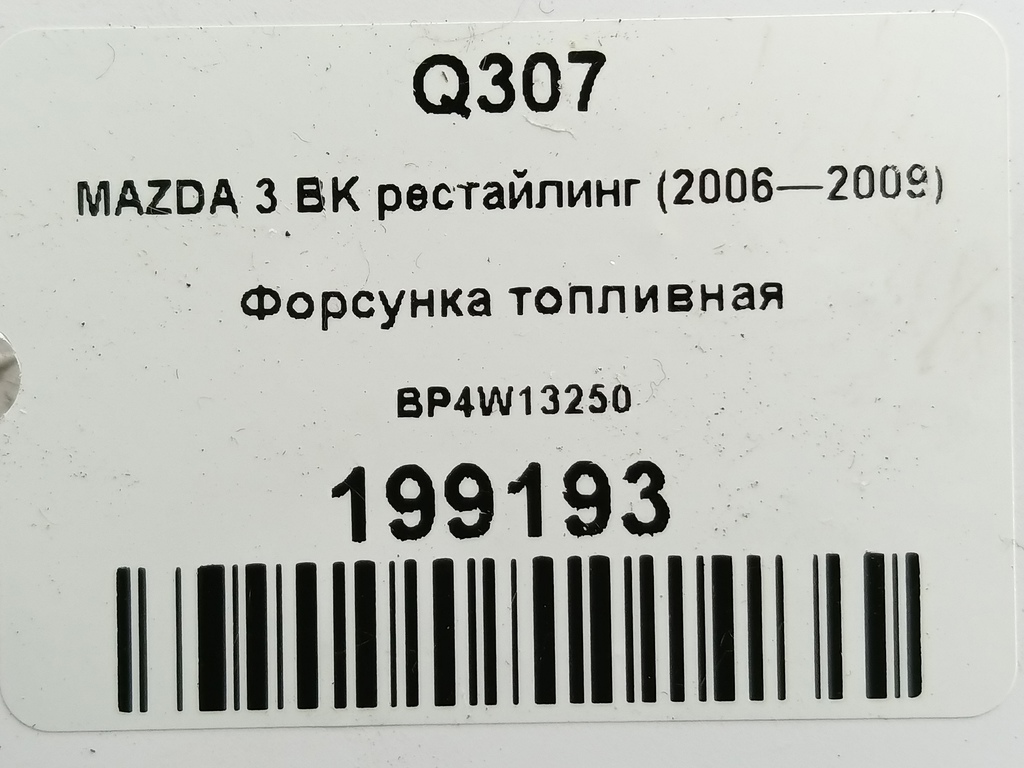 Q307
MAZDA 3 BK рестайлинг (2006—2009)
Форсунка топливная
BP4W13250
199193